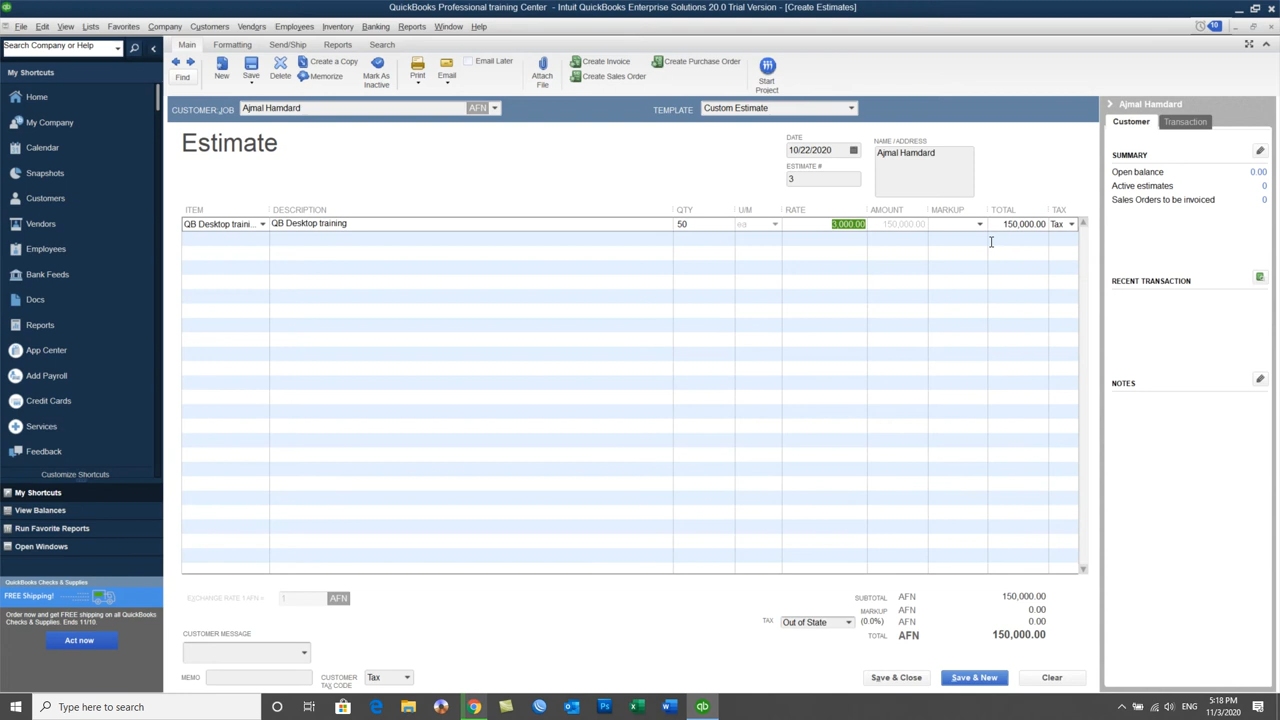 QuickBooks Professional training Center - Intuit QuickBooks Enterprise Solutions 20.0 Trial Version - [Create Estimates]
File Edit View Lists Favorites Company Customers Vendors Employees Inventory Banking Reports Window Help 10
Search Company or Help
Main Formatting Send/Ship Reports Search
Find New Save Delete Create a Copy Memorize Mark As Inactive Print Email Email Later Attach File Create Invoice Create Sales Order Create Purchase Order Start Project
My Shortcuts
Home
My Company
Calendar
Snapshots
Customers
Vendors
Employees
Bank Feeds
Docs
Reports
App Center
Add Payroll
Credit Cards
Services
Feedback
Customize Shortcuts
My Shortcuts
View Balances
Run Favorite Reports
Open Windows
QuickBooks Checks & Supplies
FREE Shipping!
Order now and get FREE shipping on all QuickBooks
Checks & Supplies. Ends 11/10.
Act now
CUSTOMER:JOB Ajmal Hamdard AFN TEMPLATE Custom Estimate
Estimate
DATE
10/22/2020
ESTIMATE #
3
NAME / ADDRESS
Ajmal Hamdard
ITEM DESCRIPTION QTY U/M RATE AMOUNT MARKUP TOTAL TAX
QB Desktop traini... QB Desktop training 50 ea 3,000.00 150,000.00 150,000.00 Tax
EXCHANGE RATE 1 AFN = 1 AFN
SUBTOTAL AFN 150,000.00
MARKUP AFN 0.00
TAX Out of State (0.0%) AFN 0.00
TOTAL AFN 150,000.00
CUSTOMER MESSAGE
MEMO CUSTOMER TAX CODE Tax
Save & Close Save & New Clear
Ajmal Hamdard
Customer Transaction
SUMMARY
Open balance 0.00
Active estimates 0
Sales Orders to be invoiced 0
RECENT TRANSACTION
NOTES
Type here to search
ENG
5:18 PM
11/3/2020